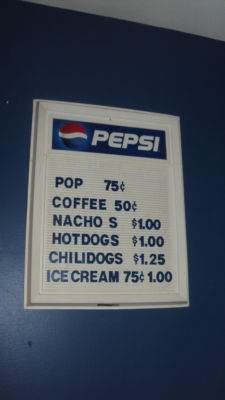 PEPSI
POP 75¢
COFFEE 50¢
NACHO S $1.00
HOTDOGS $1.00
CHILIDOGS $1.25
ICE CREAM 75¢ 1.00